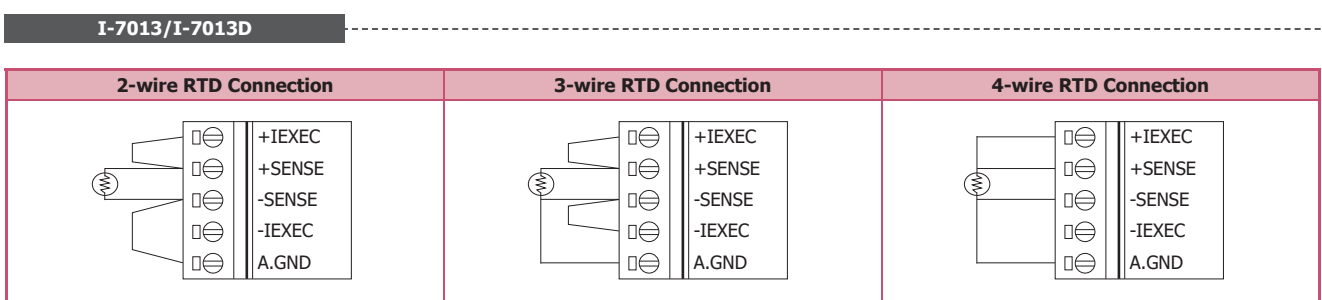 I-7013/I-7013D
2-wire RTD Connection
3-wire RTD Connection
4-wire RTD Connection
+IEXEC
+SENSE
-SENSE
-IEXEC
A.GND
+IEXEC
+SENSE
-SENSE
-IEXEC
A.GND
+IEXEC
+SENSE
-SENSE
-IEXEC
A.GND